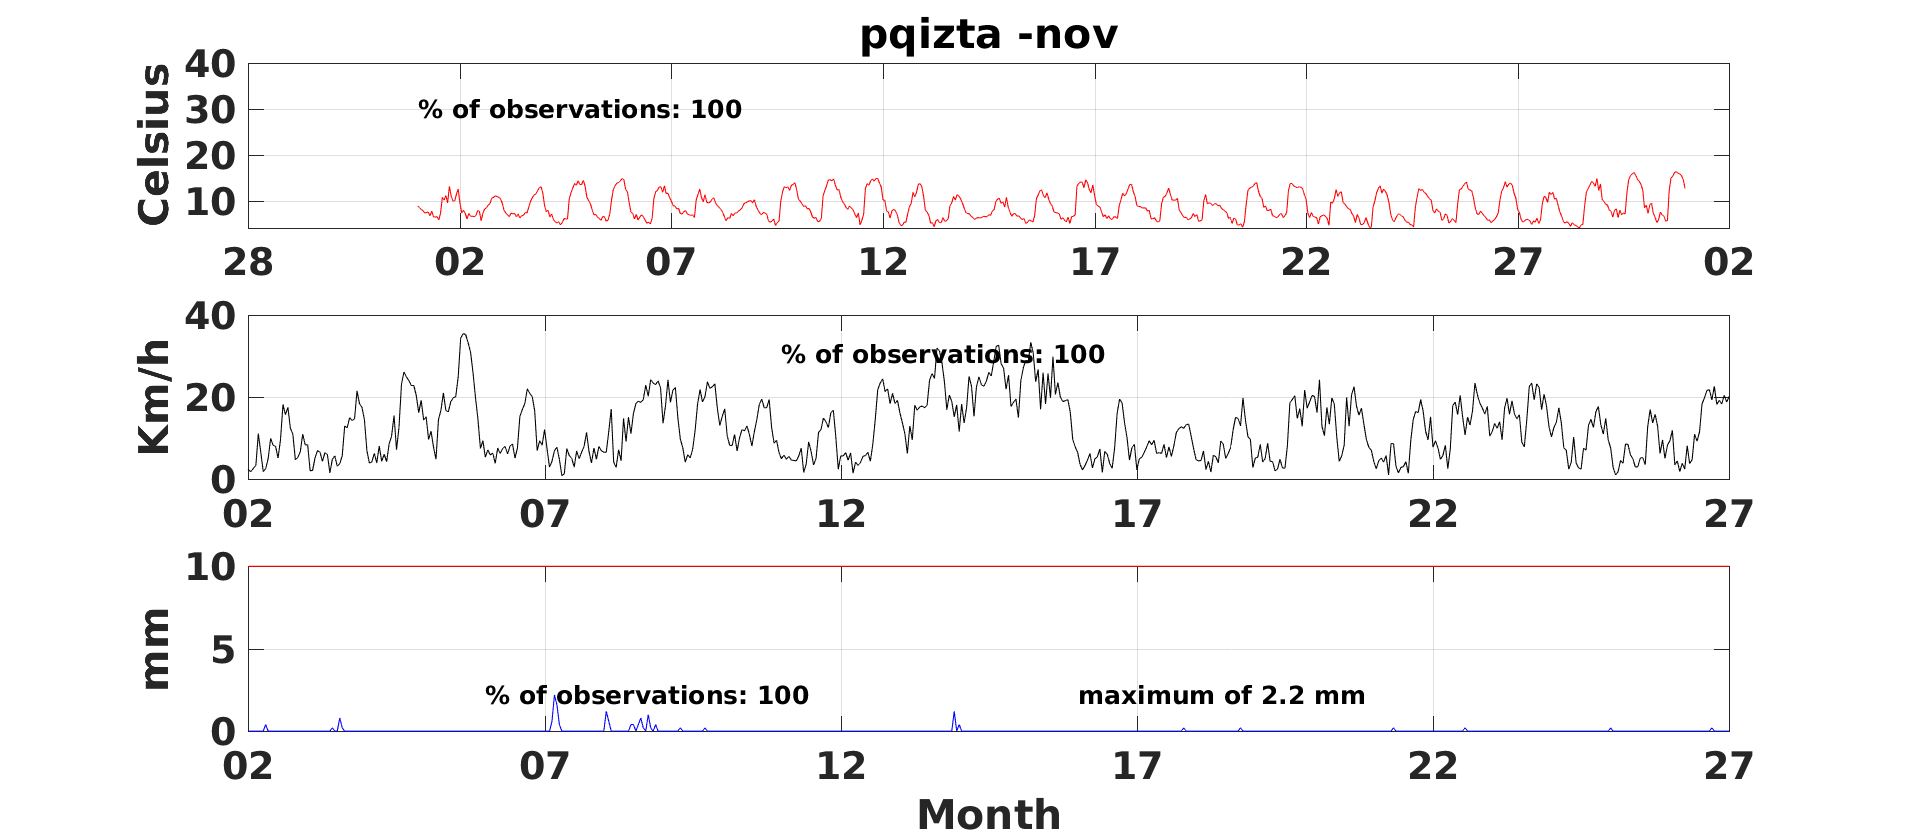 pqizta -nov
40
30
20
10
Celsius
% of observations: 100
28 02 07 12 17 22 27 02
40
20
0
Km/h
% of observations: 100
02 07 12 17 22 27
10
5
0
mm
% of observations: 100 maximum of 2.2 mm
02 07 12 17 22 27
Month